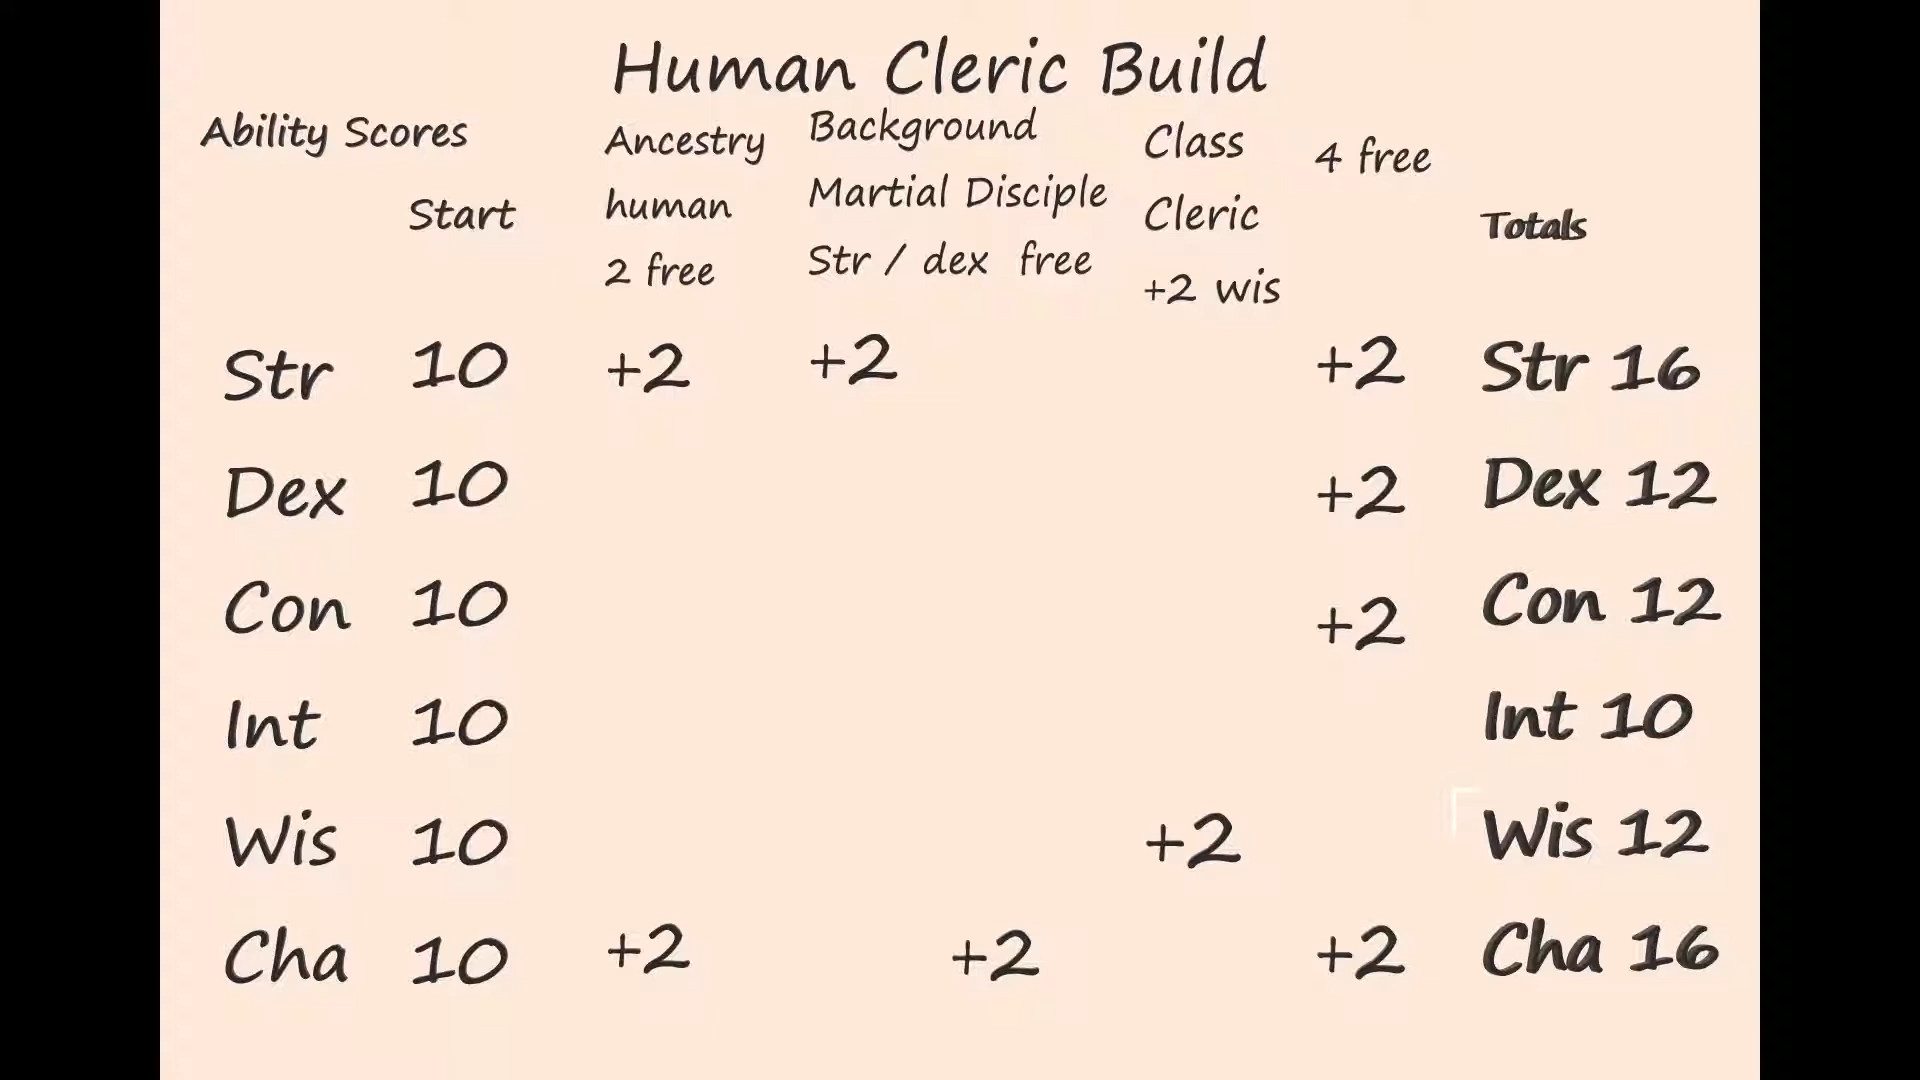 Human Cleric Build
Ability Scores
Start
Ancestry
human
2 free
Background
Martial Disciple
Str / dex free
Class
Cleric
+2 wis
4 free
Totals
Str 10 +2 +2 +2 Str 16
Dex 10 +2 Dex 12
Con 10 +2 Con 12
Int 10 Int 10
Wis 10 +2 Wis 12
Cha 10 +2 +2 +2 Cha 16